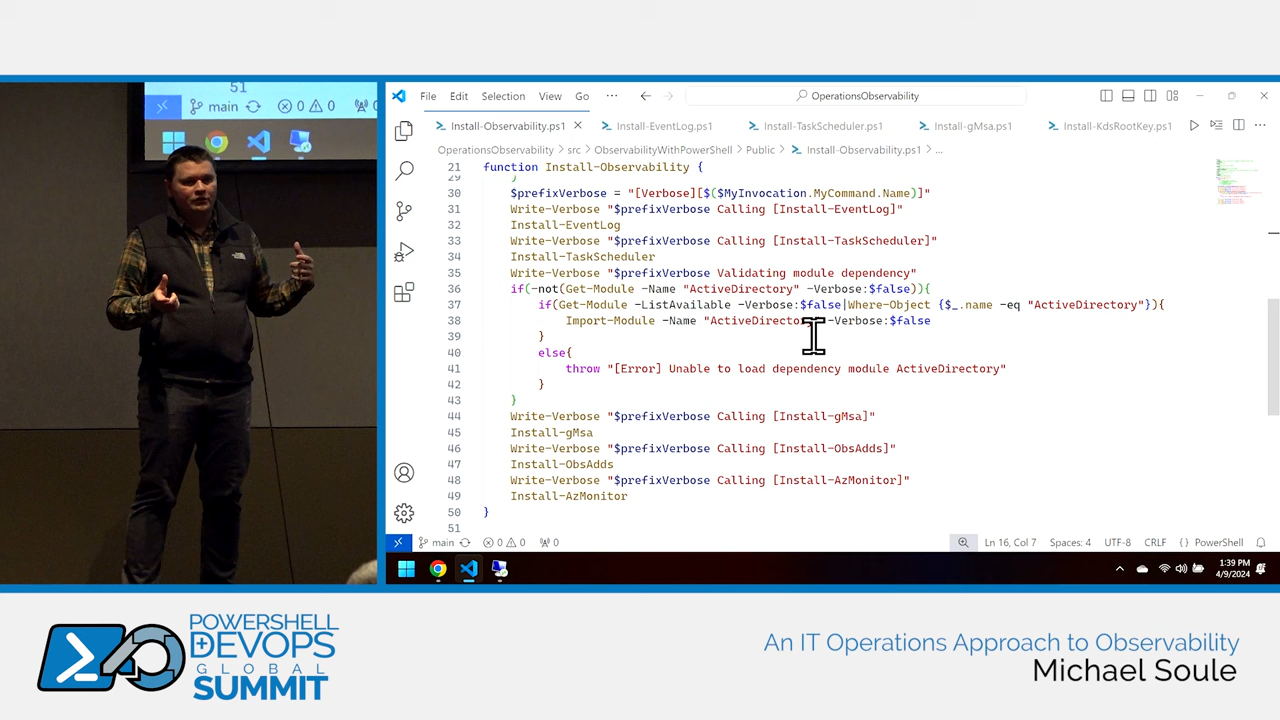 51
main 0 0 0
File Edit Selection View Go ... OperationsObservability
Install-Observability.ps1 Install-EventLog.ps1 Install-TaskScheduler.ps1 Install-gMsa.ps1 Install-KdsRootKey.ps1
OperationsObservability > src > ObservabilityWithPowerShell > Public > Install-Observability.ps1 > ...
21 function Install-Observability {
29 )
30 $prefixVerbose = "[Verbose][$($MyInvocation.MyCommand.Name)]"
31 Write-Verbose "$prefixVerbose Calling [Install-EventLog]"
32 Install-EventLog
33 Write-Verbose "$prefixVerbose Calling [Install-TaskScheduler]"
34 Install-TaskScheduler
35 Write-Verbose "$prefixVerbose Validating module dependency"
36 if(-not(Get-Module -Name "ActiveDirectory" -Verbose:$false)){
37 if(Get-Module -ListAvailable -Verbose:$false|Where-Object {$_.name -eq "ActiveDirectory"}){
38 Import-Module -Name "ActiveDirectory" -Verbose:$false
39 }
40 else{
41 throw "[Error] Unable to load dependency module ActiveDirectory"
42 }
43 }
44 Write-Verbose "$prefixVerbose Calling [Install-gMsa]"
45 Install-gMsa
46 Write-Verbose "$prefixVerbose Calling [Install-ObsAdds]"
47 Install-ObsAdds
48 Write-Verbose "$prefixVerbose Calling [Install-AzMonitor]"
49 Install-AzMonitor
50 }
51
main 0 0 0 Ln 16, Col 7 Spaces: 4 UTF-8 CRLF {} PowerShell
1:39 PM
4/9/2024
POWERSHELL
DEVOPS
GLOBAL
SUMMIT
An IT Operations Approach to Observability
Michael Soule